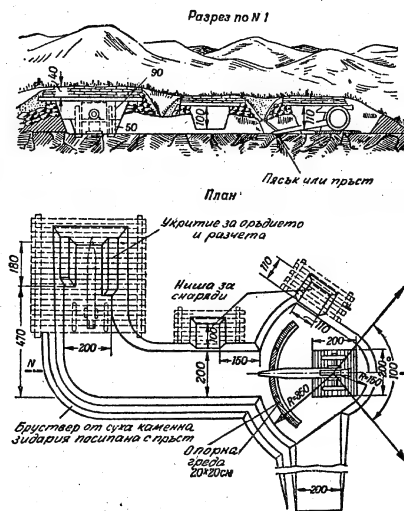 Разрез по N 1
40
90
50
100
110
Пясък или пръст
План
Укритие за оръдието
и разчета
180
Ниша за
снаряди
110
110
470
200
100
150
200
200
R=350
R=150
200
100°
N
Бруствер от суха каменна
зидария посипана с пръст
Опорна
греда
20×20см
200